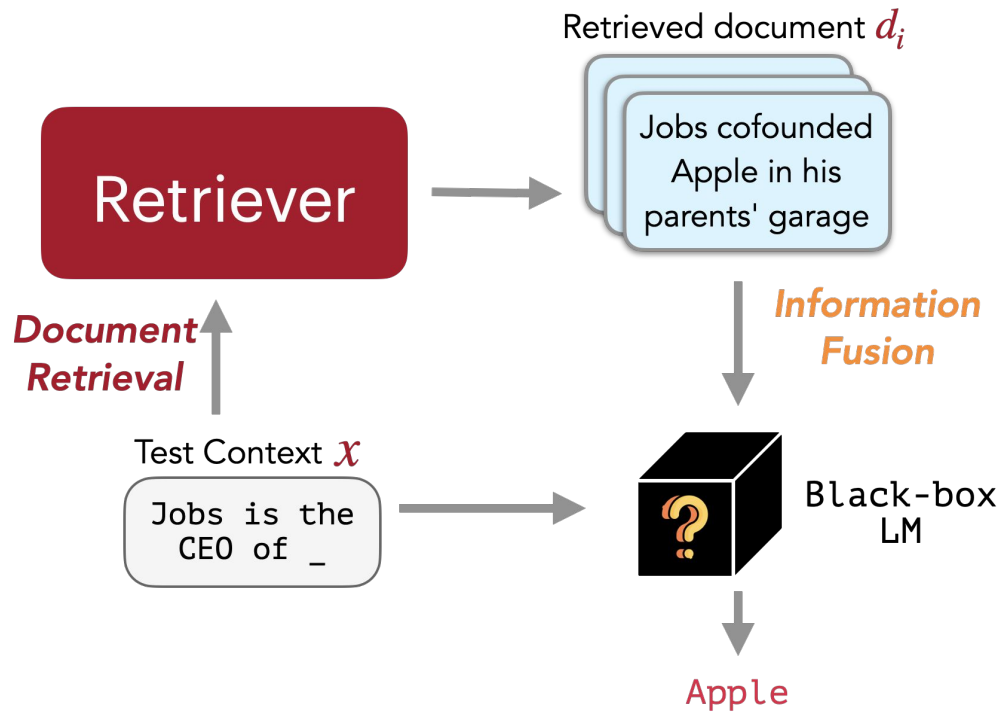 Retrieved document d_i
Jobs cofounded
Apple in his
parents' garage
Retriever
Document
Retrieval
Information
Fusion
Test Context x
Jobs is the
CEO of _
?
Black-box
LM
Apple